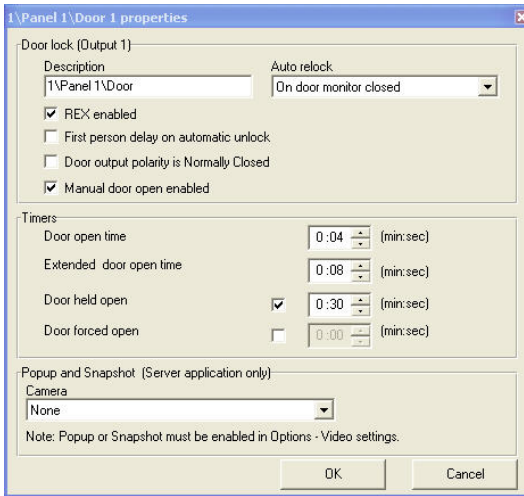 1\Panel 1\Door 1 properties
Door lock (Output 1)
Description
Auto relock
1\Panel 1\Door
On door monitor closed
REX enabled
First person delay on automatic unlock
Door output polarity is Normally Closed
Manual door open enabled
Timers
Door open time 0:04 (min:sec)
Extended door open time 0:08 (min:sec)
Door held open 0:30 (min:sec)
Door forced open 0:00 (min:sec)
Popup and Snapshot (Server application only)
Camera
None
Note: Popup or Snapshot must be enabled in Options - Video settings.
OK Cancel